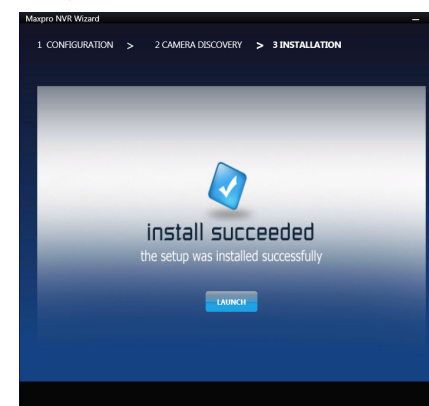 Maxpro NVR Wizard
1 CONFIGURATION > 2 CAMERA DISCOVERY > 3 INSTALLATION
install succeeded
the setup was installed successfully
LAUNCH